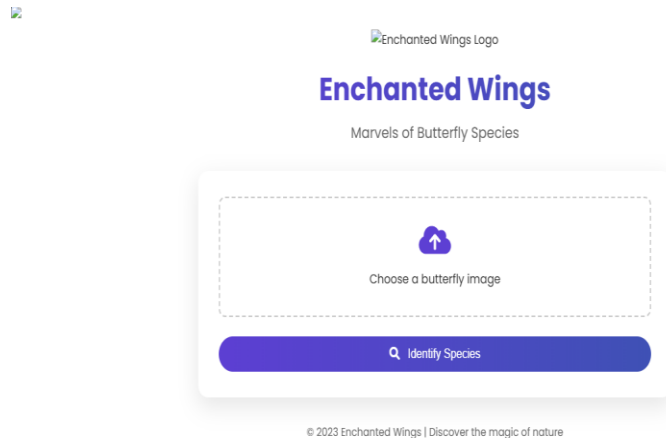 Enchanted Wings Logo
Enchanted Wings
Marvels of Butterfly Species
Choose a butterfly image
Identify Species
© 2023 Enchanted Wings | Discover the magic of nature